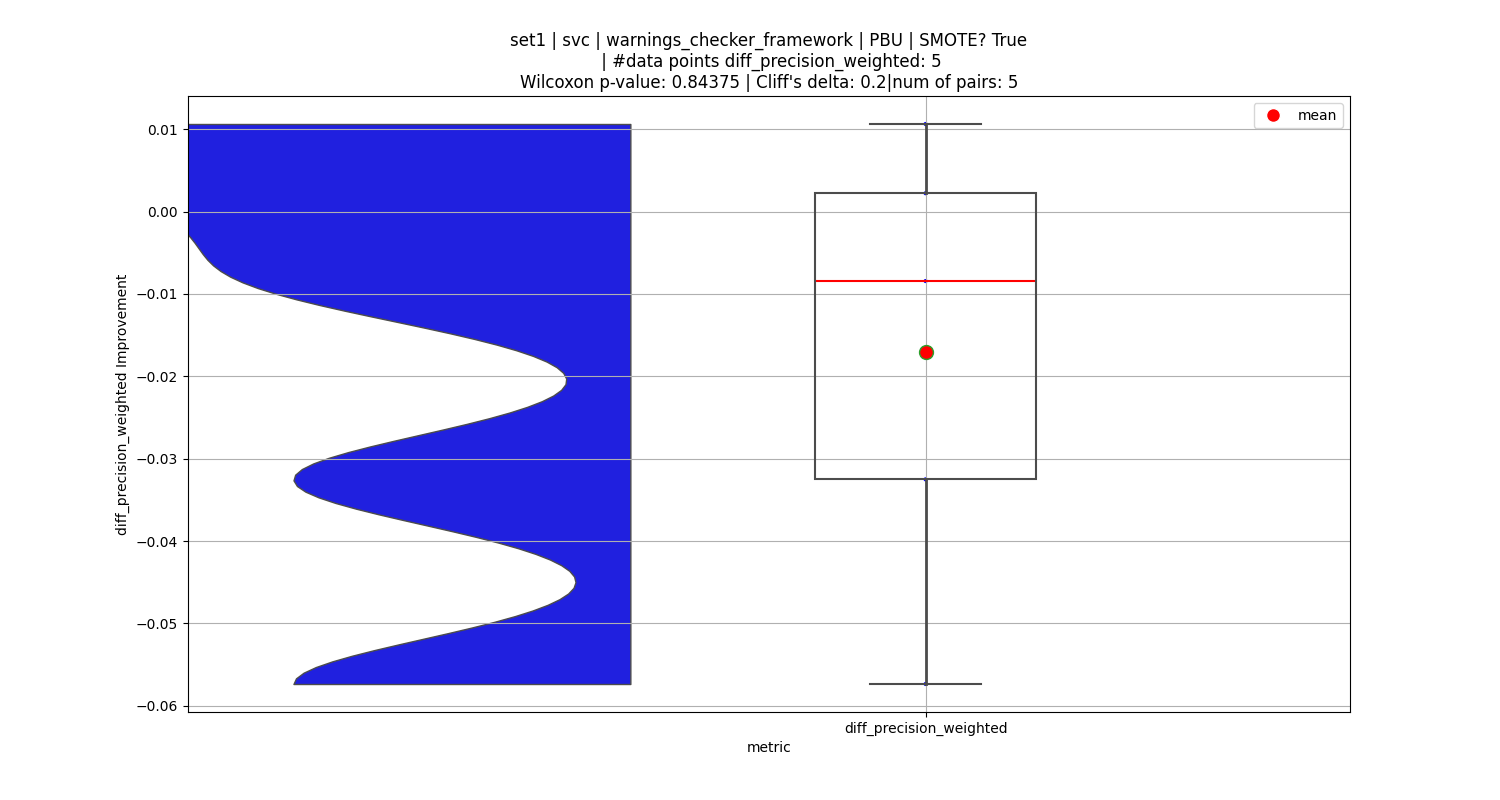 set1 | svc | warnings_checker_framework | PBU | SMOTE? True
| #data points diff_precision_weighted: 5
Wilcoxon p-value: 0.84375 | Cliff's delta: 0.2|num of pairs: 5
mean
0.01
0.00
−0.01
−0.02
−0.03
−0.04
−0.05
−0.06
diff_precision_weighted Improvement
diff_precision_weighted
metric